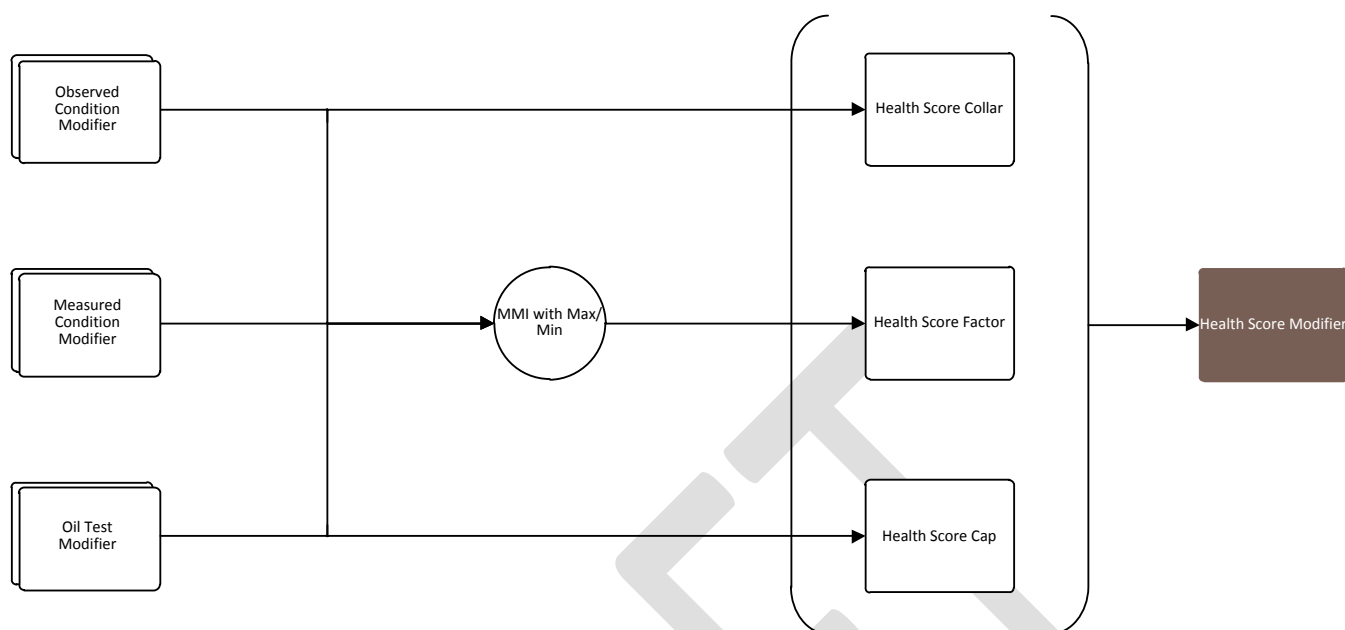 Observed
Condition
Modifier
Health Score Collar
Measured
Condition
Modifier
MMI with Max/
Min
Health Score Factor
Health Score Modifier
Oil Test
Modifier
Health Score Cap